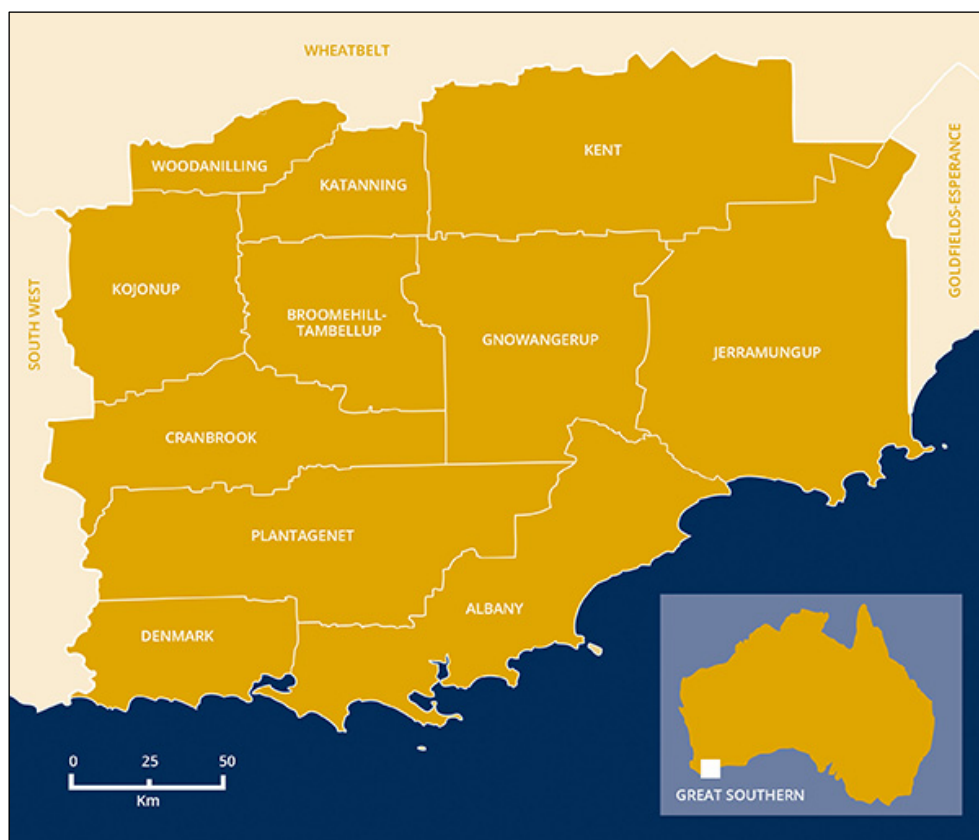 WHEATBELT
WOODANILLING
KATANNING
KENT
SOUTH WEST
KOJONUP
BROOMEHILL-
TAMBELLUP
GNOWANGERUP
JERRAMUNGUP
GOLDFIELDS-ESPERANCE
CRANBROOK
PLANTAGENET
ALBANY
DENMARK
0 25 50
Km
GREAT SOUTHERN